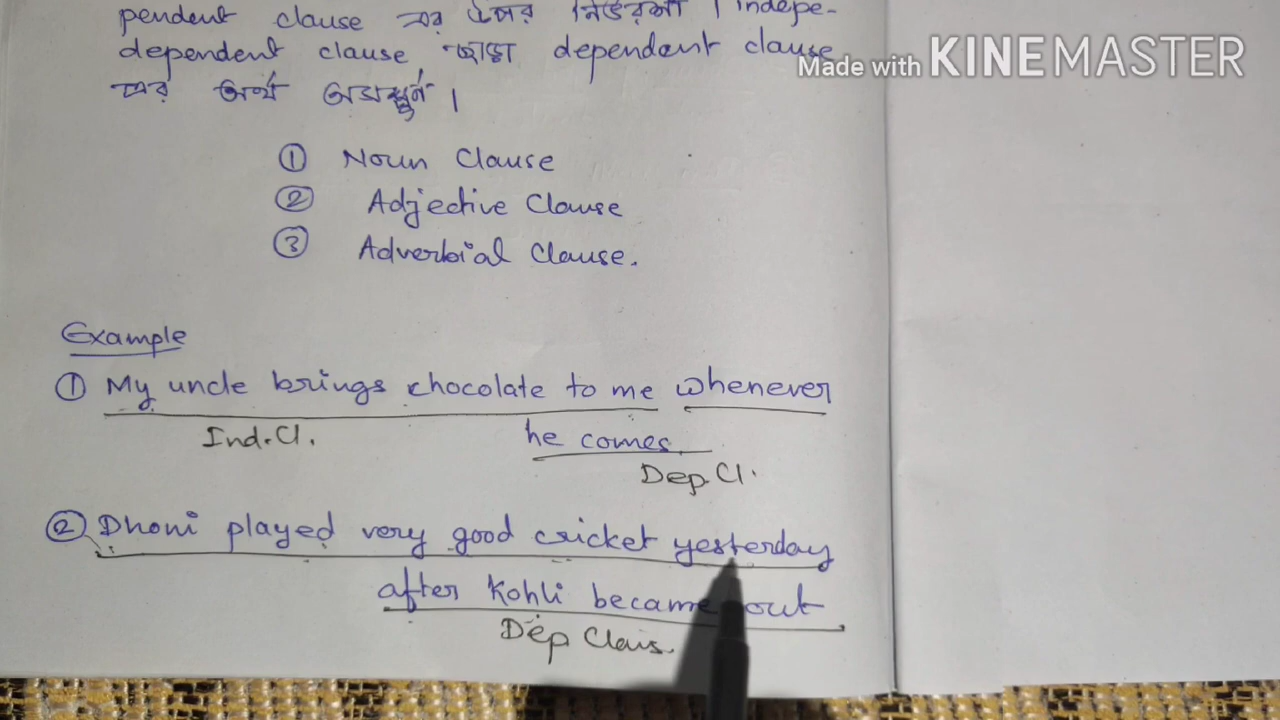 pendent clause এর উপর নির্ভরশীল । Indepe-
dependent clause ছাড়া dependent clause
এর অর্থ অসম্পূর্ন ।
Made with KINEMASTER
① Noun Clause
② Adjective Clause
③ Adverbial Clause.
Example
① My uncle brings chocolate to me whenever
he comes.
Ind.Cl.
Dep.Cl.
② Dhoni played very good cricket yesterday
after Kohli became out
Dep Claus.